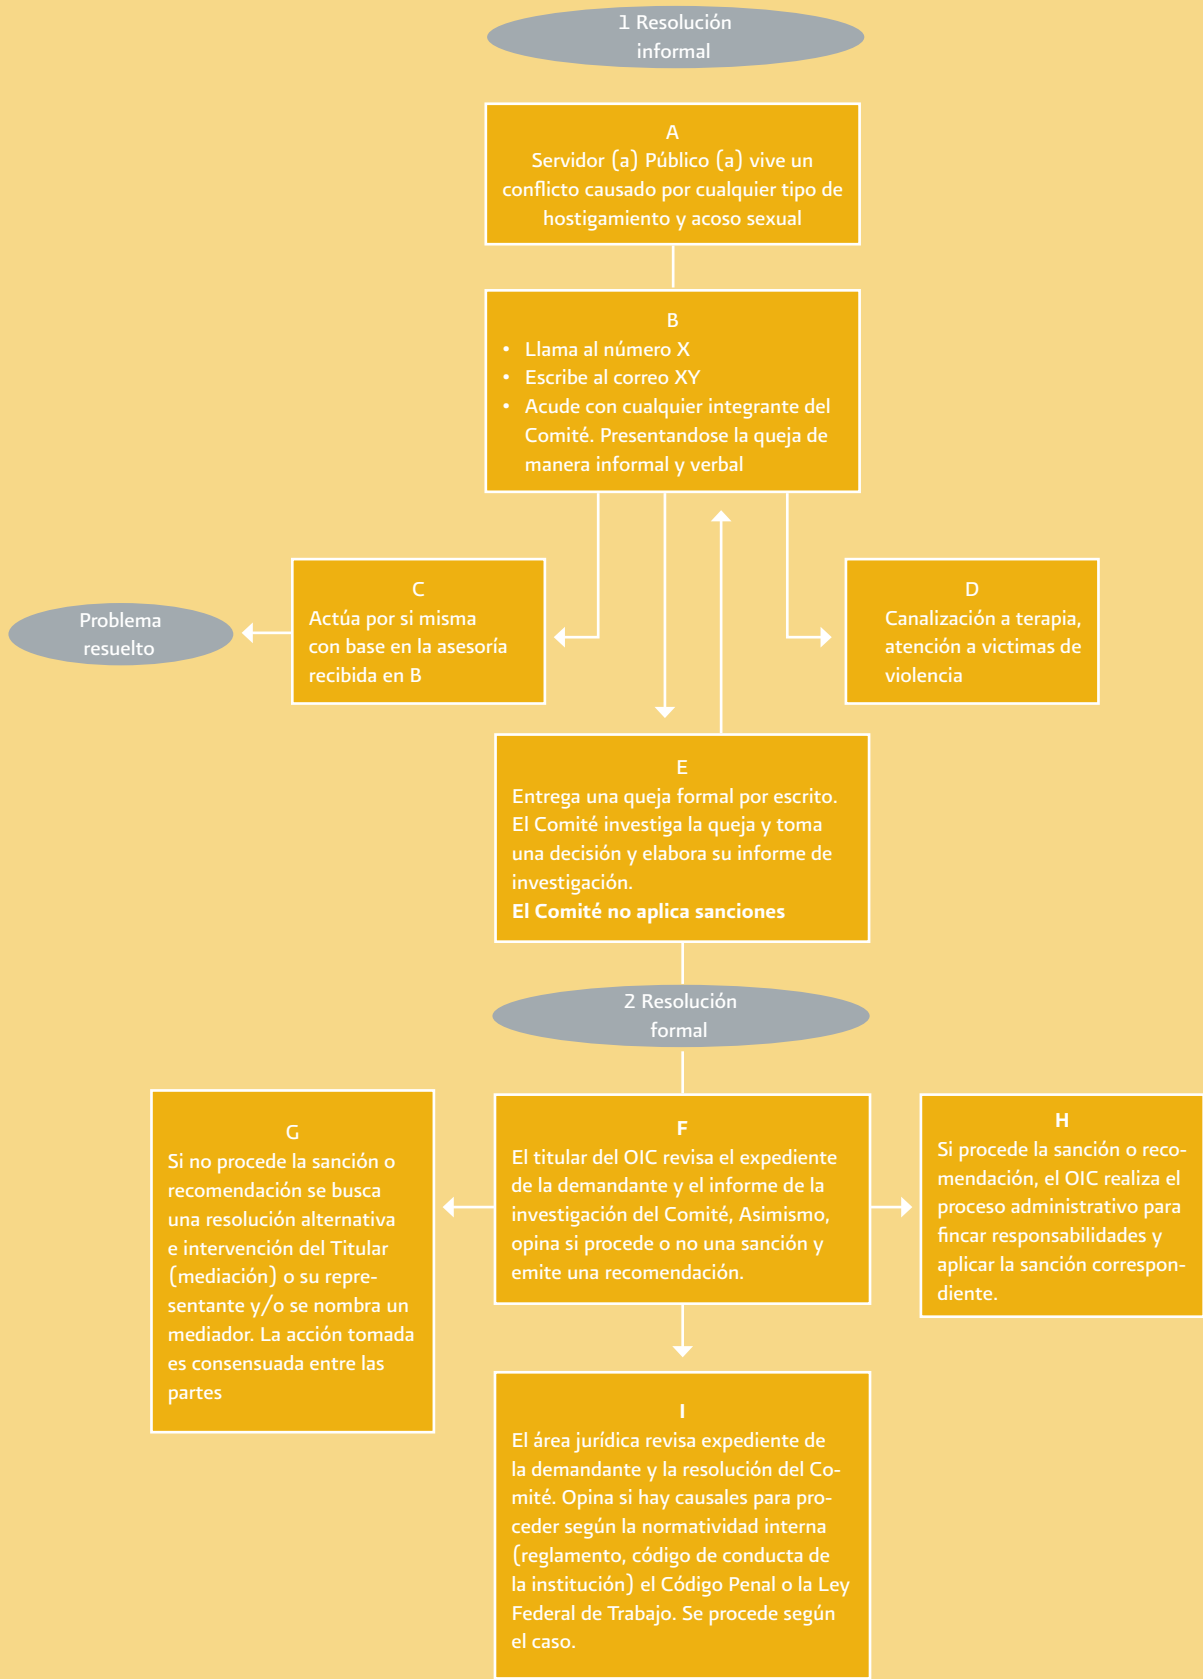 1 Resolución
informal
A
Servidor (a) Público (a) vive un
conflicto causado por cualquier tipo de
hostigamiento y acoso sexual
B
• Llama al número X
• Escribe al correo XY
• Acude con cualquier integrante del
Comité. Presentandose la queja de
manera informal y verbal
Problema
resuelto
C
Actúa por si misma
con base en la asesoría
recibida en B
D
Canalización a terapia,
atención a victimas de
violencia
E
Entrega una queja formal por escrito.
El Comité investiga la queja y toma
una decisión y elabora su informe de
investigación.
El Comité no aplica sanciones
2 Resolución
formal
G
Si no procede la sanción o
recomendación se busca
una resolución alternativa
e intervención del Titular
(mediación) o su repre-
sentante y/o se nombra un
mediador. La acción tomada
es consensuada entre las
partes
F
El titular del OIC revisa el expediente
de la demandante y el informe de la
investigación del Comité, Asimismo,
opina si procede o no una sanción y
emite una recomendación.
H
Si procede la sanción o reco-
mendación, el OIC realiza el
proceso administrativo para
fincar responsabilidades y
aplicar la sanción correspon-
diente.
I
El área jurídica revisa expediente de
la demandante y la resolución del Co-
mité. Opina si hay causales para pro-
ceder según la normatividad interna
(reglamento, código de conducta de
la institución) el Código Penal o la Ley
Federal de Trabajo. Se procede según
el caso.